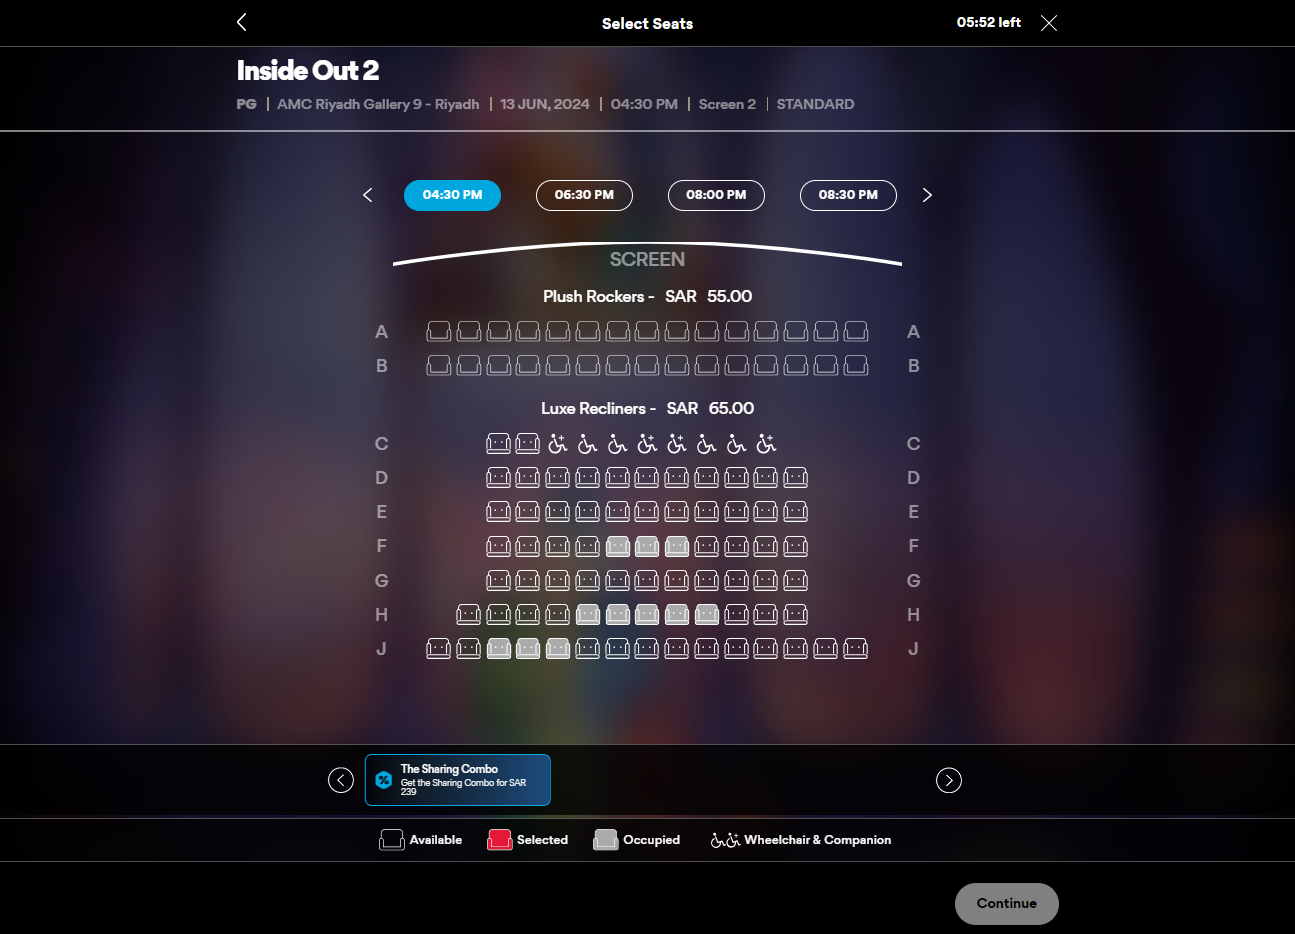 Select Seats
05:52 left
Inside Out 2
PG | AMC Riyadh Gallery 9 - Riyadh | 13 JUN, 2024 | 04:30 PM | Screen 2 | STANDARD
04:30 PM
06:30 PM
08:00 PM
08:30 PM
SCREEN
Plush Rockers - SAR 55.00
A A
B B
Luxe Recliners - SAR 65.00
C C
D D
E E
F F
G G
H H
J J
The Sharing Combo
Get the Sharing Combo for SAR
239
Available
Selected
Occupied
Wheelchair & Companion
Continue